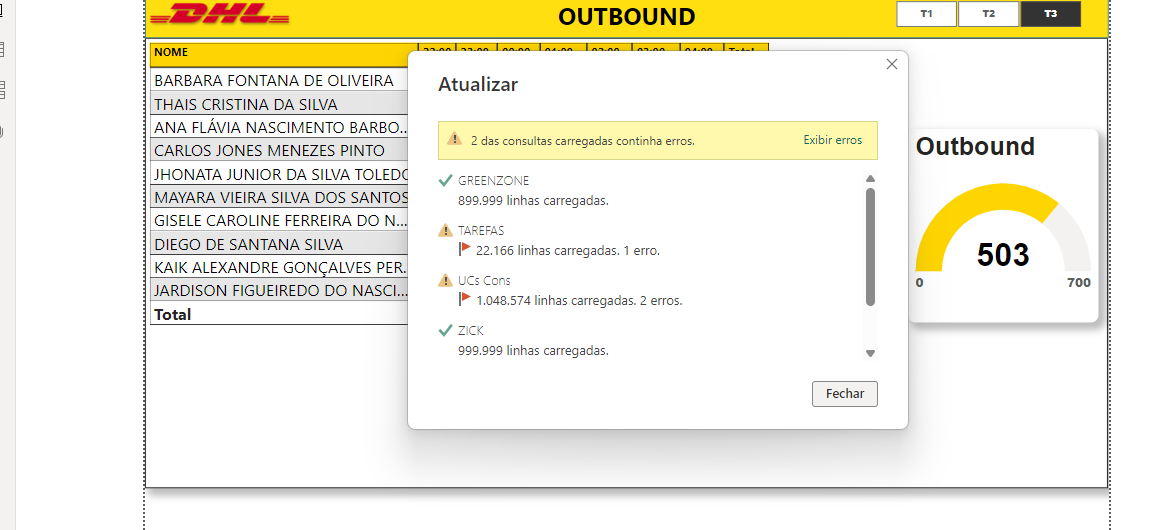 DHL
OUTBOUND
T1
T2
T3
NOME
BARBARA FONTANA DE OLIVEIRA
THAIS CRISTINA DA SILVA
ANA FLÁVIA NASCIMENTO BARBO...
CARLOS JONES MENEZES PINTO
JHONATA JUNIOR DA SILVA TOLEDO
MAYARA VIEIRA SILVA DOS SANTOS
GISELE CAROLINE FERREIRA DO N...
DIEGO DE SANTANA SILVA
KAIK ALEXANDRE GONÇALVES PER...
JARDISON FIGUEIREDO DO NASCI...
Total
Atualizar
2 das consultas carregadas continha erros.
Exibir erros
GREENZONE
899.999 linhas carregadas.
TAREFAS
22.166 linhas carregadas. 1 erro.
UCs Cons
1.048.574 linhas carregadas. 2 erros.
ZICK
999.999 linhas carregadas.
Fechar
Outbound
503
0
700